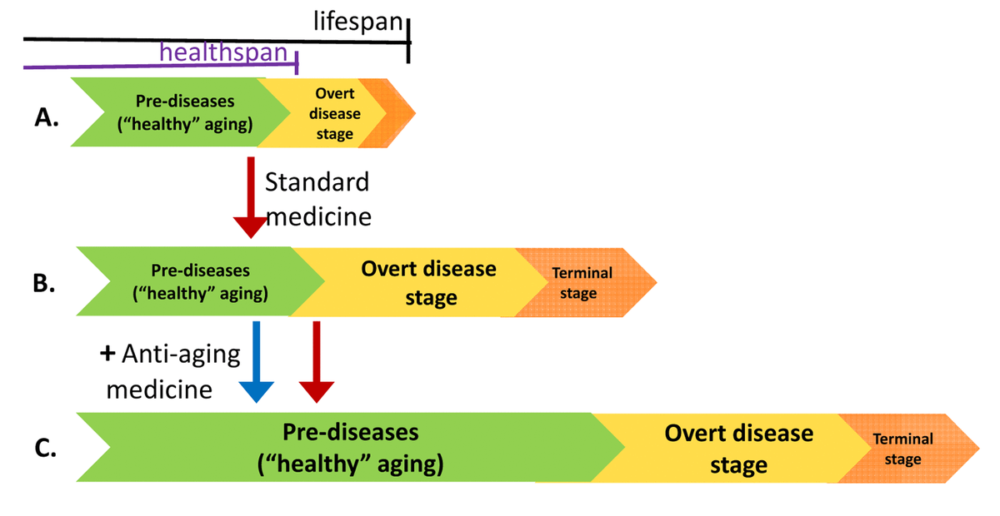 lifespan
healthspan
A.
Pre-diseases
(“healthy” aging)
Overt
disease
stage
Standard
medicine
B.
Pre-diseases
(“healthy” aging)
Overt disease
stage
Terminal
stage
+ Anti-aging
medicine
C.
Pre-diseases
(“healthy” aging)
Overt disease
stage
Terminal
stage